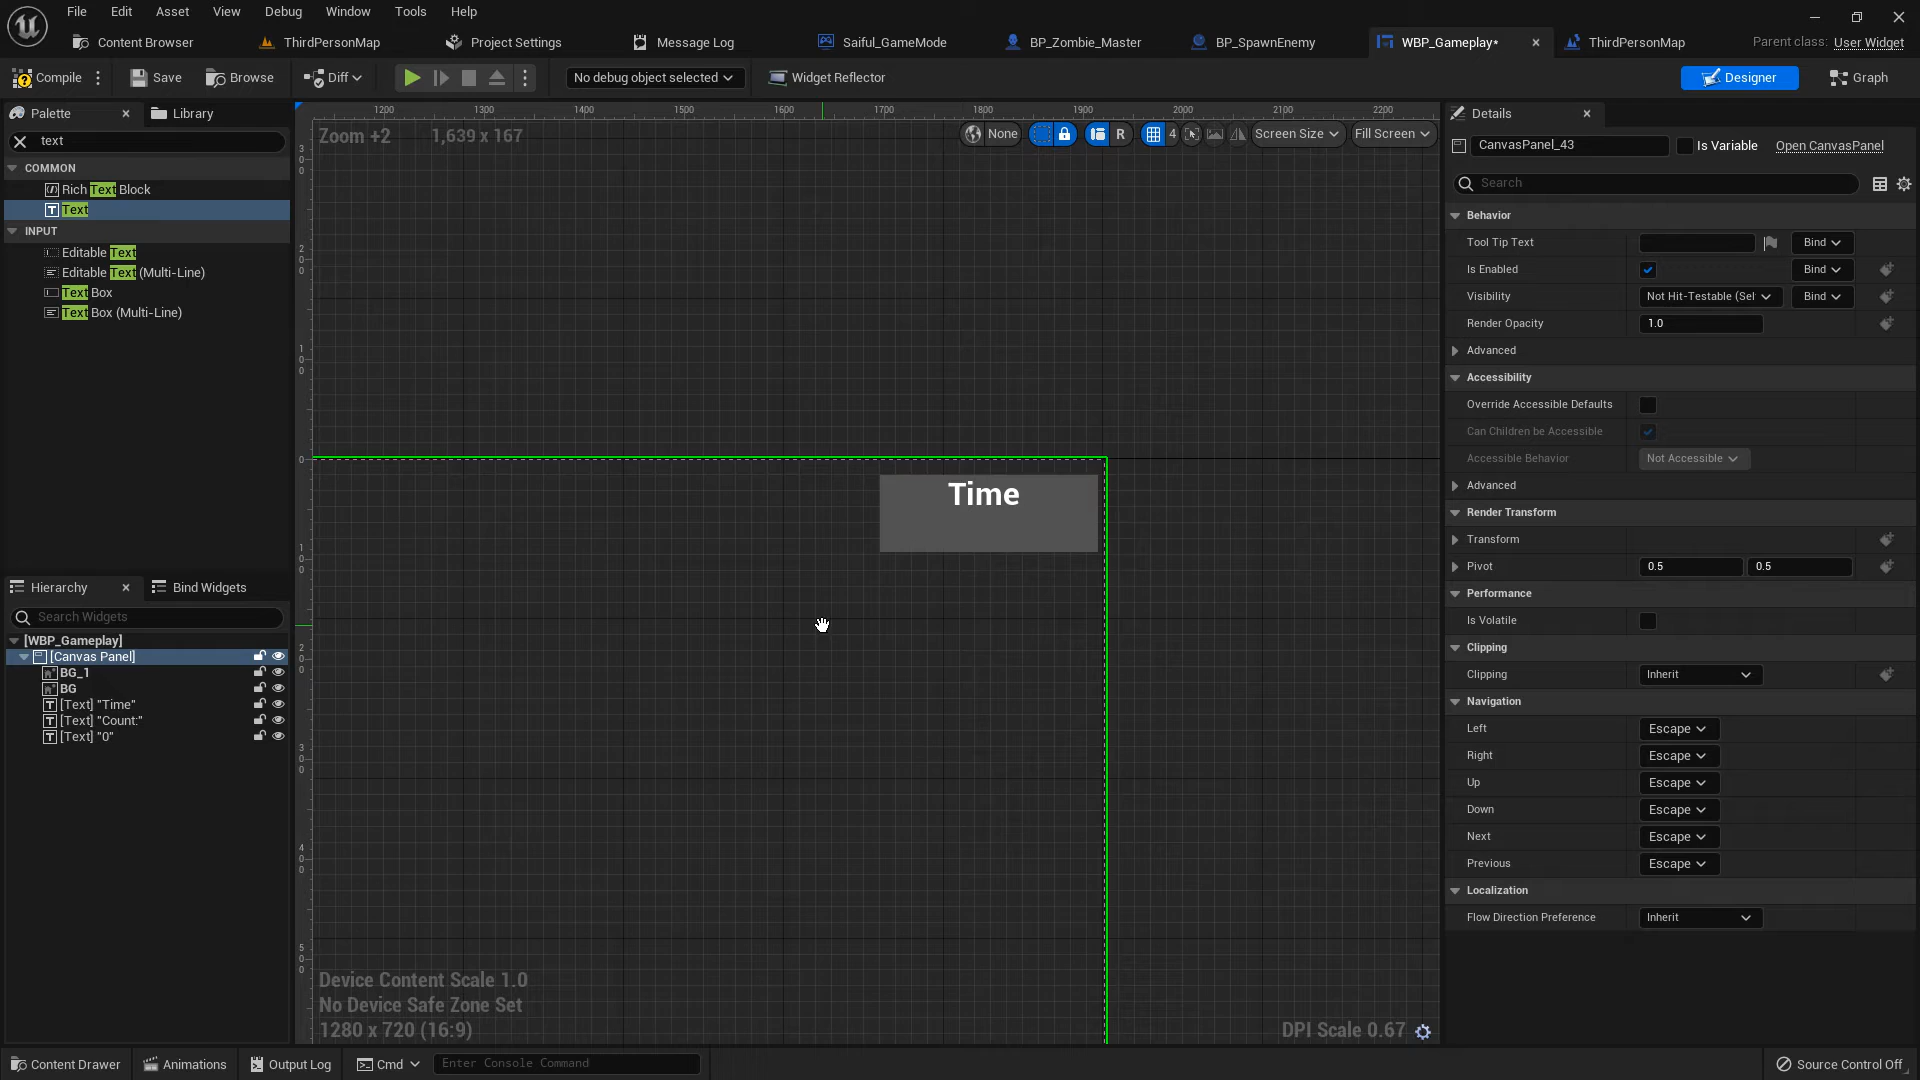 File Edit Asset View Debug Window Tools Help
Content Browser ThirdPersonMap Project Settings Message Log Saiful_GameMode BP_Zombie_Master BP_SpawnEnemy WBP_Gameplay* ThirdPersonMap Parent class: User Widget
Compile Save Browse Diff No debug object selected Widget Reflector Designer Graph
Palette Library
text
COMMON
Rich Text Block
Text
INPUT
Editable Text
Editable Text (Multi-Line)
Text Box
Text Box (Multi-Line)
Hierarchy Bind Widgets
Search Widgets
[WBP_Gameplay]
[Canvas Panel]
BG_1
BG
[Text] "Time"
[Text] "Count:"
[Text] "0"
1200 1300 1400 1500 1600 1700 1800 1900 2000 2100 2200
Zoom +2 1,639 x 167
None R 4 Screen Size Fill Screen
300
200
100
0
100
200
300
400
500
Time
Device Content Scale 1.0
No Device Safe Zone Set
1280 x 720 (16:9)
DPI Scale 0.67
Details
CanvasPanel_43 Is Variable Open CanvasPanel
Search
Behavior
Tool Tip Text Bind
Is Enabled Bind
Visibility Not Hit-Testable (Sel Bind
Render Opacity 1.0
Advanced
Accessibility
Override Accessible Defaults
Can Children be Accessible
Accessible Behavior Not Accessible
Advanced
Render Transform
Transform
Pivot 0.5 0.5
Performance
Is Volatile
Clipping
Clipping Inherit
Navigation
Left Escape
Right Escape
Up Escape
Down Escape
Next Escape
Previous Escape
Localization
Flow Direction Preference Inherit
Content Drawer Animations Output Log Cmd Enter Console Command Source Control Off